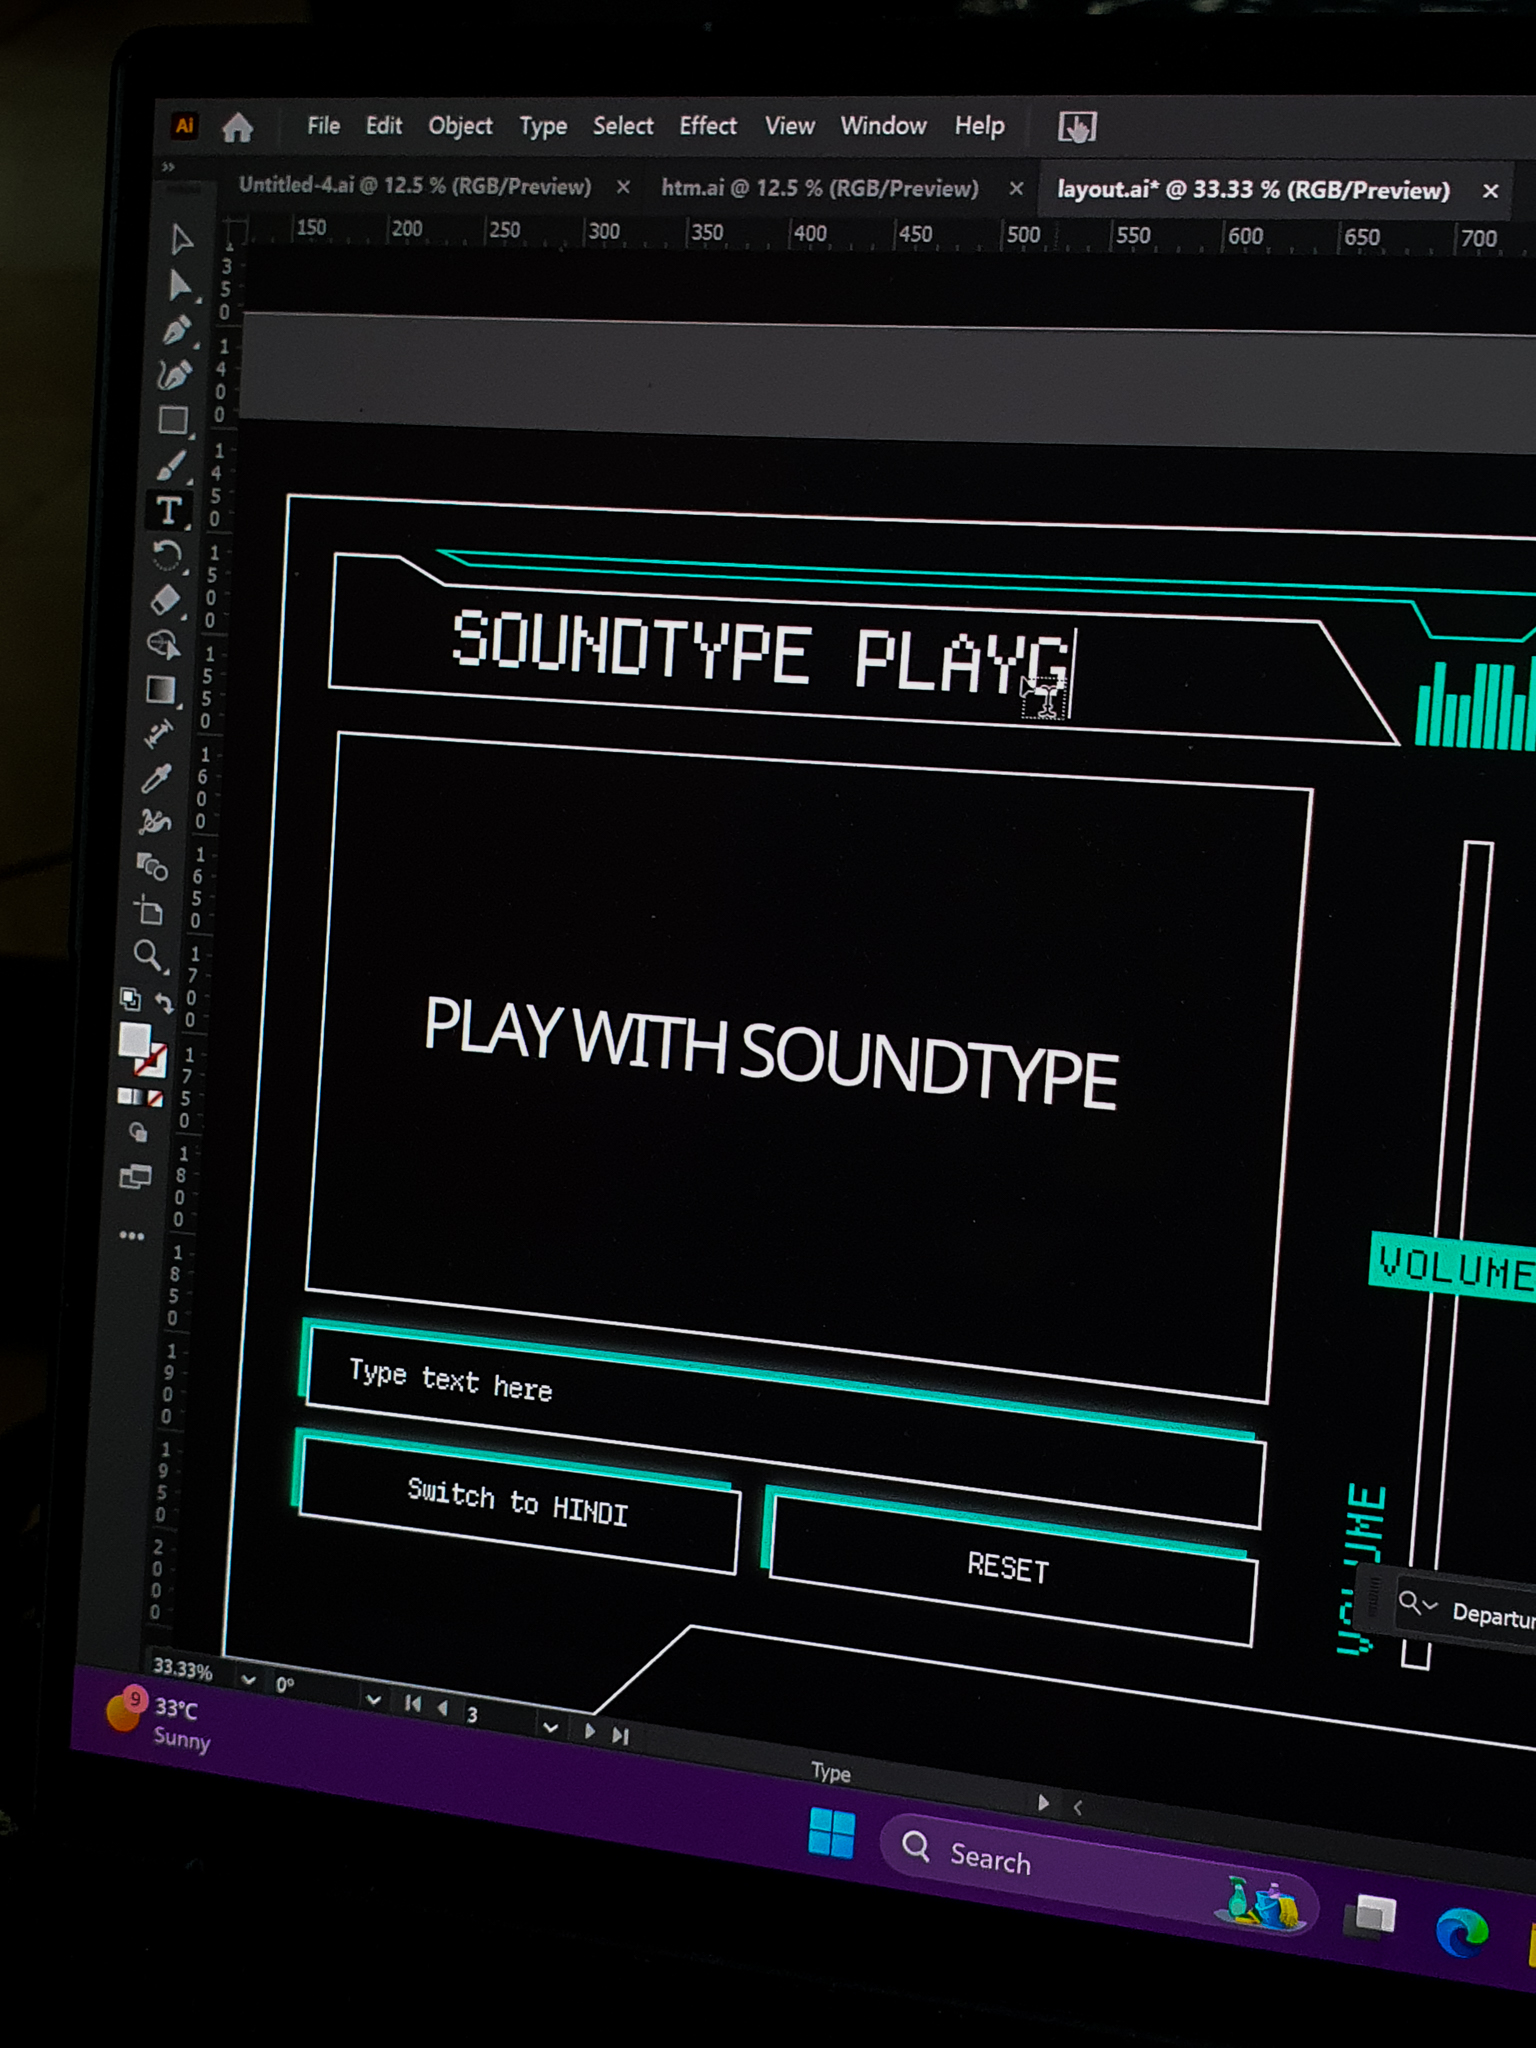 Ai File Edit Object Type Select Effect View Window Help
Untitled-4.ai @ 12.5 % (RGB/Preview) × htm.ai @ 12.5 % (RGB/Preview) × layout.ai* @ 33.33 % (RGB/Preview) ×
150 200 250 300 350 400 450 500 550 600 650 700
1350
1400
1450
1500
1550
1600
1650
1700
1750
1800
1850
1900
1950
2000
SOUNDTYPE PLAYG
PLAY WITH SOUNDTYPE
VOLUME
Type text here
Switch to HINDI
RESET
VOLUME
33.33% 0° 3
Type
9
33°C
Sunny
Search